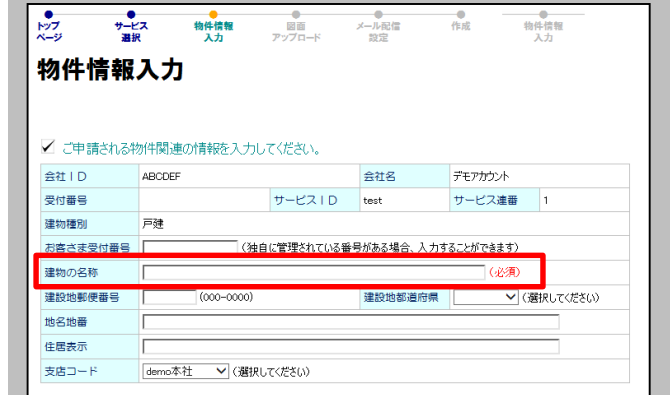 トップ
ページ
サービス
選択
物件情報
入力
図面
アップロード
メール配信
設定
作成
物件情報
入力
物件情報入力
ご申請される物件関連の情報を入力してください。
会社ID ABCDEF 会社名 デモアカウント
受付番号 サービスID test サービス連番 1
建物種別 戸建
お客さま受付番号 (独自に管理されている番号がある場合、入力することができます)
建物の名称 (必須)
建設地郵便番号 (000-0000) 建設地都道府県 (選択してください)
地名地番
住居表示
支店コード demo本社 (選択してください)